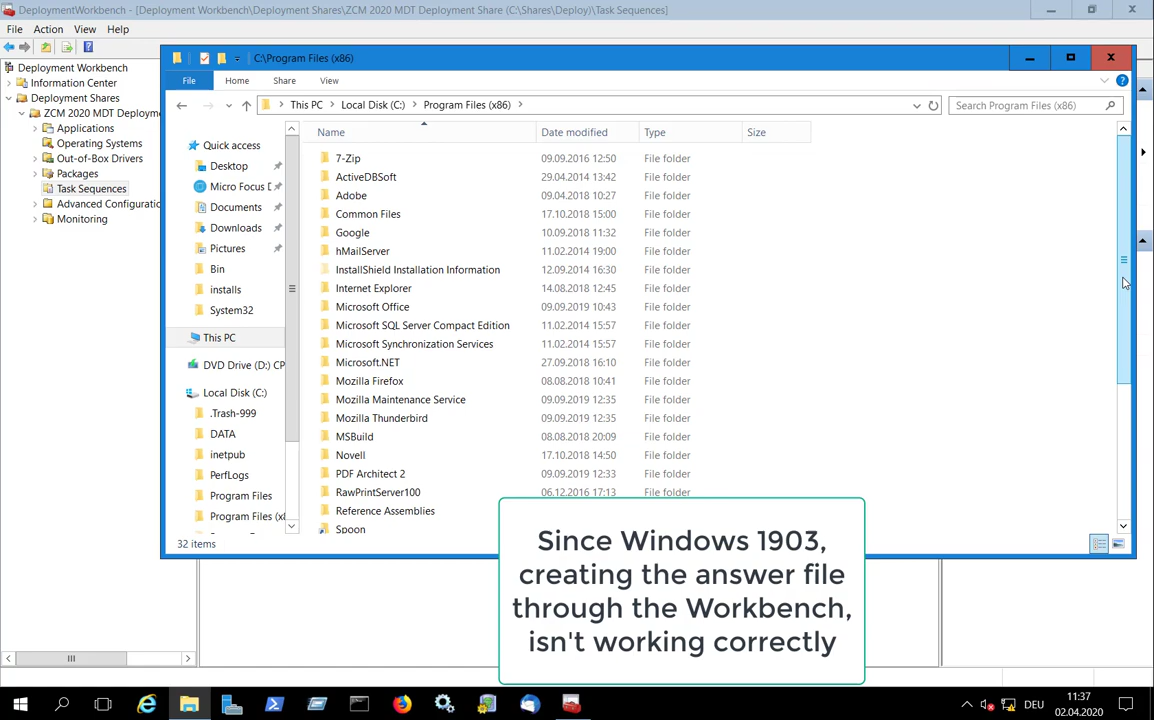 DeploymentWorkbench - [Deployment Workbench\Deployment Shares\ZCM 2020 MDT Deployment Share (C:\Shares\Deploy)\Task Sequences]
File Action View Help
Deployment Workbench
Information Center
Deployment Shares
ZCM 2020 MDT Deployme
Applications
Operating Systems
Out-of-Box Drivers
Packages
Task Sequences
Advanced Configuratio
Monitoring
C:\Program Files (x86)
File Home Share View
This PC Local Disk (C:) Program Files (x86)
Search Program Files (x86)
Quick access
Desktop
Micro Focus D
Documents
Downloads
Pictures
Bin
installs
System32
This PC
DVD Drive (D:) CP
Local Disk (C:)
.Trash-999
DATA
inetpub
PerfLogs
Program Files
Program Files (x8
Name Date modified Type Size
7-Zip 09.09.2016 12:50 File folder
ActiveDBSoft 29.04.2014 13:42 File folder
Adobe 09.04.2018 10:27 File folder
Common Files 17.10.2018 15:00 File folder
Google 10.09.2018 11:32 File folder
hMailServer 11.02.2014 19:00 File folder
InstallShield Installation Information 12.09.2014 16:30 File folder
Internet Explorer 14.08.2018 12:45 File folder
Microsoft Office 09.09.2019 10:43 File folder
Microsoft SQL Server Compact Edition 11.02.2014 15:57 File folder
Microsoft Synchronization Services 11.02.2014 15:57 File folder
Microsoft.NET 27.09.2018 16:10 File folder
Mozilla Firefox 08.08.2018 10:41 File folder
Mozilla Maintenance Service 09.09.2019 12:35 File folder
Mozilla Thunderbird 09.09.2019 12:35 File folder
MSBuild 08.08.2018 20:09 File folder
Novell 17.10.2018 14:50 File folder
PDF Architect 2 09.09.2019 12:33 File folder
RawPrintServer100 06.12.2016 17:13 File folder
Reference Assemblies
Spoon
32 items
Since Windows 1903,
creating the answer file
through the Workbench,
isn't working correctly
DEU
11:37
02.04.2020